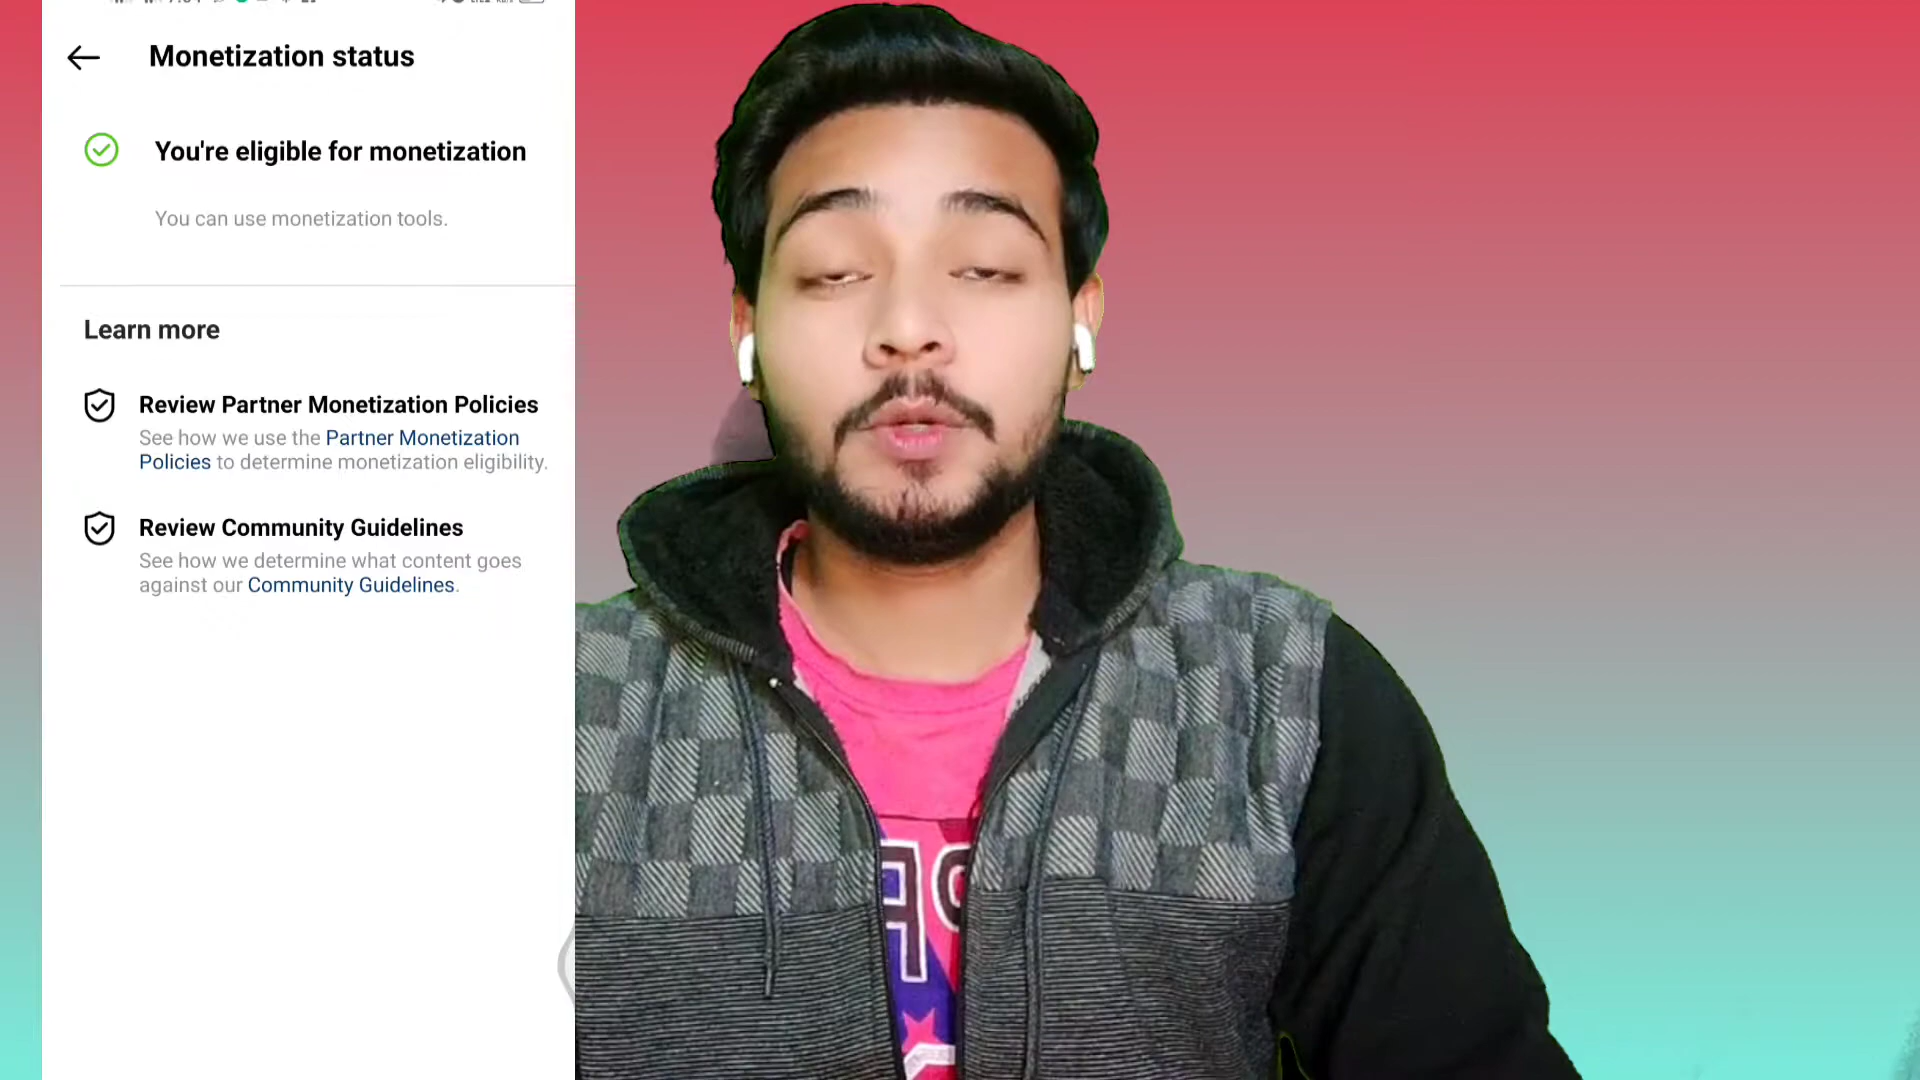 Monetization status
You're eligible for monetization
You can use monetization tools.
Learn more
Review Partner Monetization Policies
See how we use the Partner Monetization
Policies to determine monetization eligibility.
Review Community Guidelines
See how we determine what content goes
against our Community Guidelines.